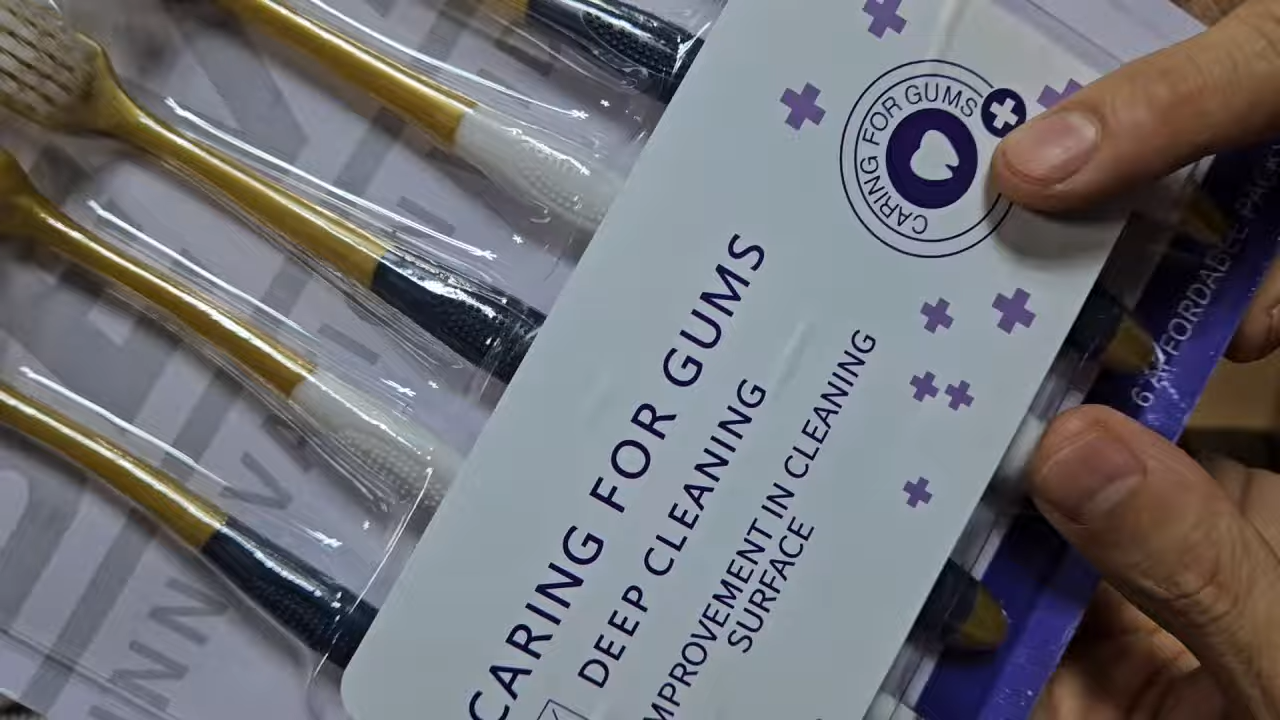 CARING FOR GUMS
CARING FOR GUMS
DEEP CLEANING
IMPROVEMENT IN CLEANING
SURFACE
AFFORDABLE